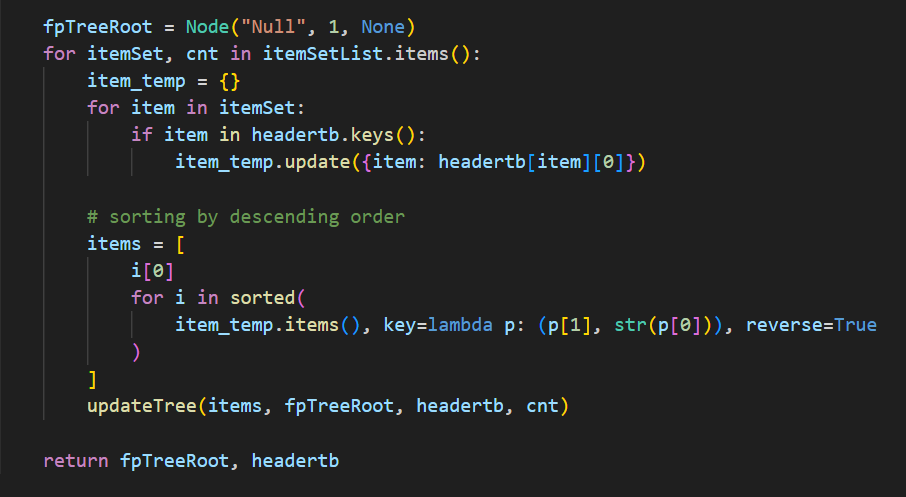 fpTreeRoot = Node("Null", 1, None)
for itemSet, cnt in itemSetList.items():
    item_temp = {}
    for item in itemSet:
        if item in headertb.keys():
            item_temp.update({item: headertb[item][0]})

    # sorting by descending order
    items = [
        i[0]
        for i in sorted(
            item_temp.items(), key=lambda p: (p[1], str(p[0])), reverse=True
        )
    ]
    updateTree(items, fpTreeRoot, headertb, cnt)

return fpTreeRoot, headertb